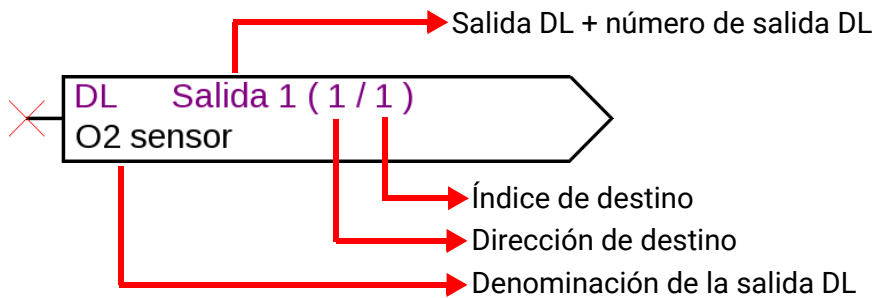 Salida DL + número de salida DL
DL Salida 1 ( 1 / 1 )
O2 sensor
Índice de destino
Dirección de destino
Denominación de la salida DL